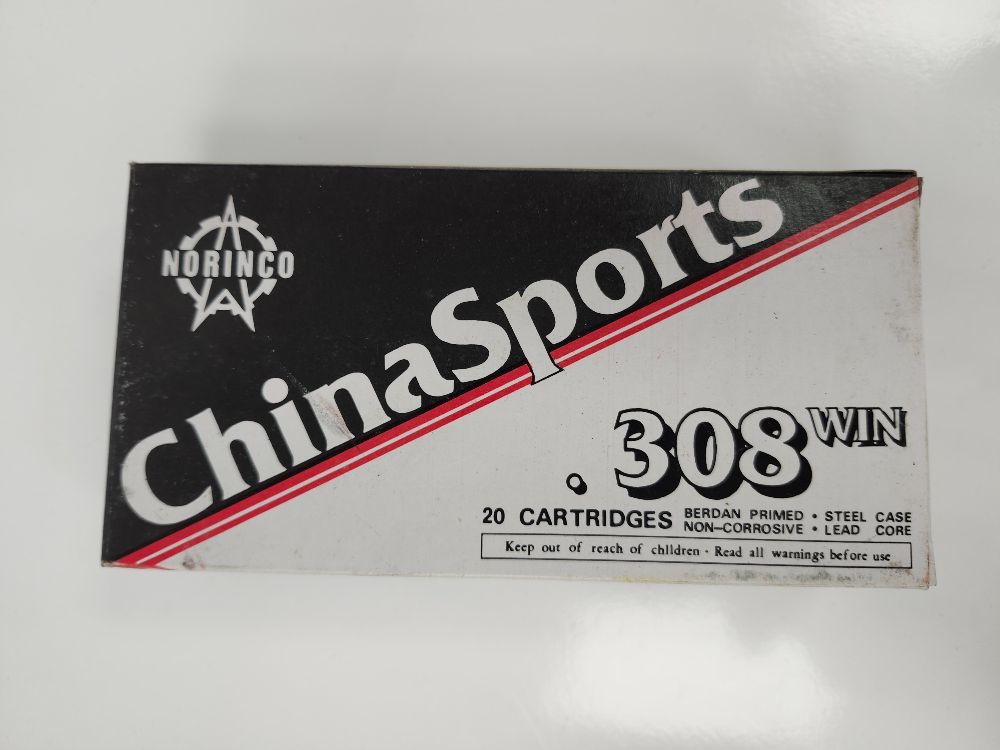 NORINCO
ChinaSports
.308 WIN
20 CARTRIDGES BERDAN PRIMED • STEEL CASE
NON-CORROSIVE • LEAD CORE
Keep out of reach of children · Read all warnings before use